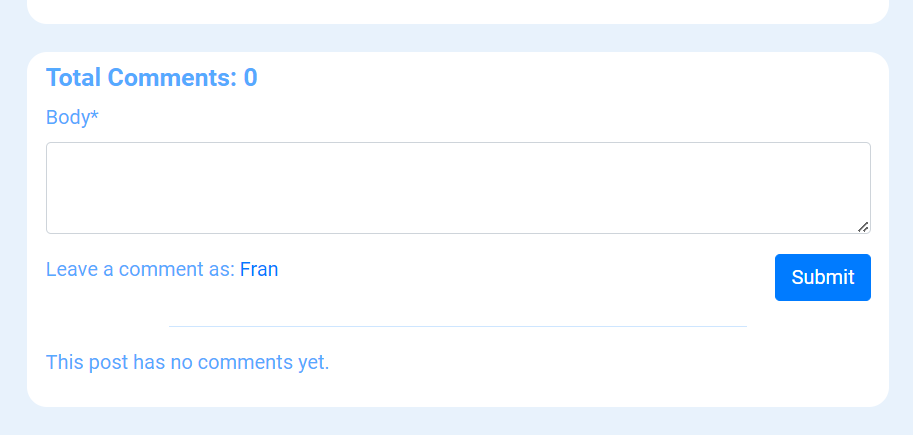 Total Comments: 0
Body*
Leave a comment as: Fran
Submit
This post has no comments yet.